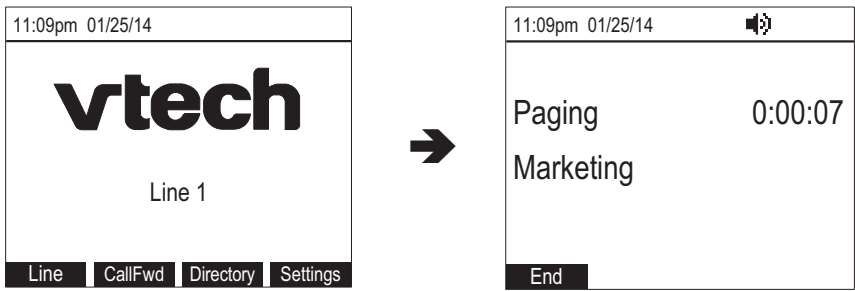 11:09pm 01/25/14
vtech
Line 1
Line CallFwd Directory Settings
11:09pm 01/25/14
Paging 0:00:07
Marketing
End